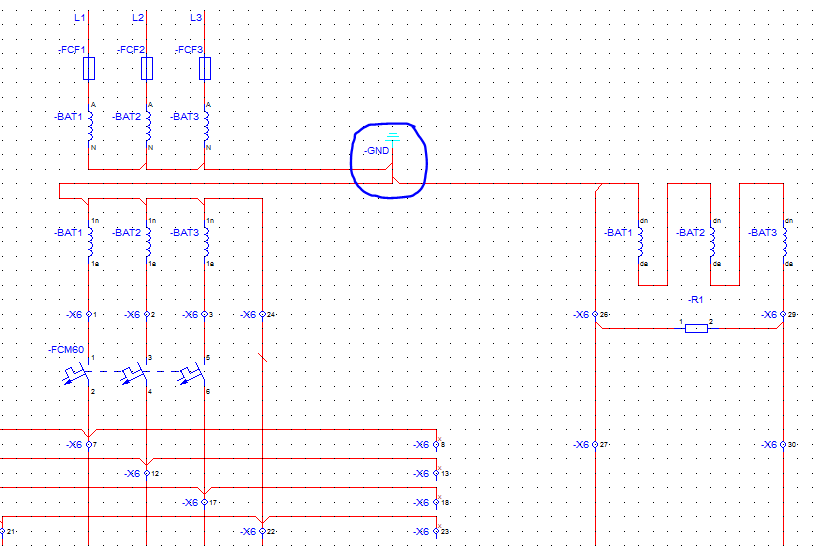 L1 L2 L3
-FCF1 -FCF2 -FCF3
A A A
-BAT1 -BAT2 -BAT3
N N N
-GND
1n 1n 1n dn dn dn
-BAT1 -BAT2 -BAT3 -BAT1 -BAT2 -BAT3
1a 1a 1a da da da
-R1
-X6 1 -X6 2 -X6 3 -X6 24 -X6 26 -X6 29
1 2
-FCM60
1 3 5
2 4 6
-X6 7 -X6 8 -X6 27 -X6 30
-X6 12 -X6 13
-X6 17 -X6 18
21 -X6 22 -X6 23